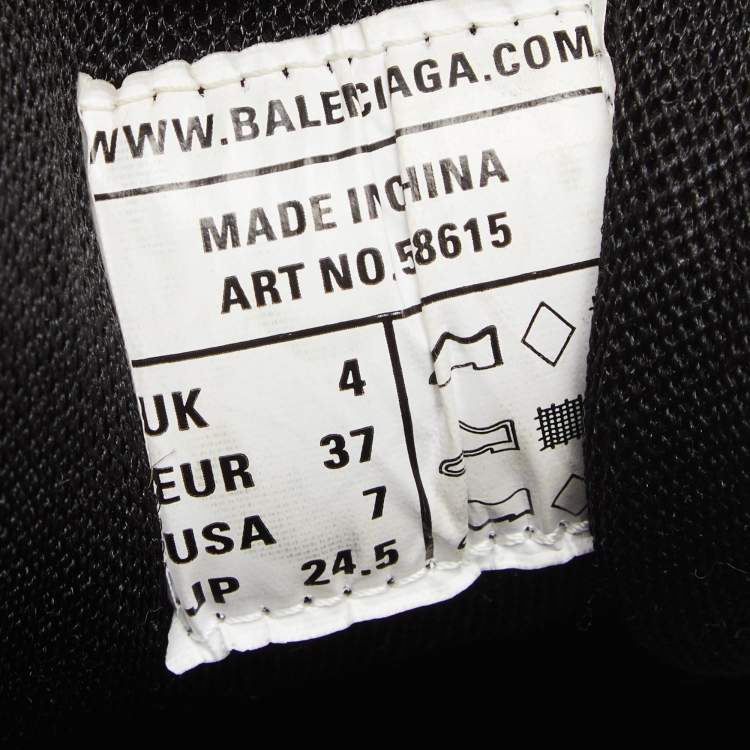 WWW.BALENCIAGA.COM
MADE IN CHINA
ART NO.58615
UK 4
EUR 37
USA 7
JP 24.5